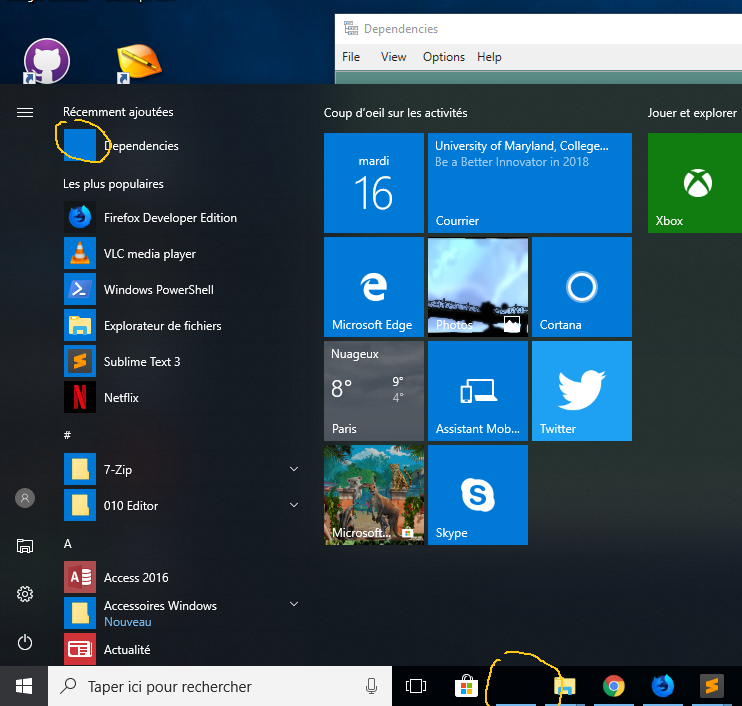 Dependencies
File View Options Help
Récemment ajoutées
Dependencies
Les plus populaires
Firefox Developer Edition
VLC media player
Windows PowerShell
Explorateur de fichiers
Sublime Text 3
Netflix
#
7-Zip
010 Editor
A
Access 2016
Accessoires Windows
Nouveau
Actualité
Coup d'oeil sur les activités
mardi
16
University of Maryland, College...
Be a Better Innovator in 2018
Courrier
Microsoft Edge
Photos
Cortana
Nuageux
8° 9°
4°
Paris
Assistant Mob...
Twitter
Microsoft...
Skype
Jouer et explorer
Xbox
Taper ici pour rechercher